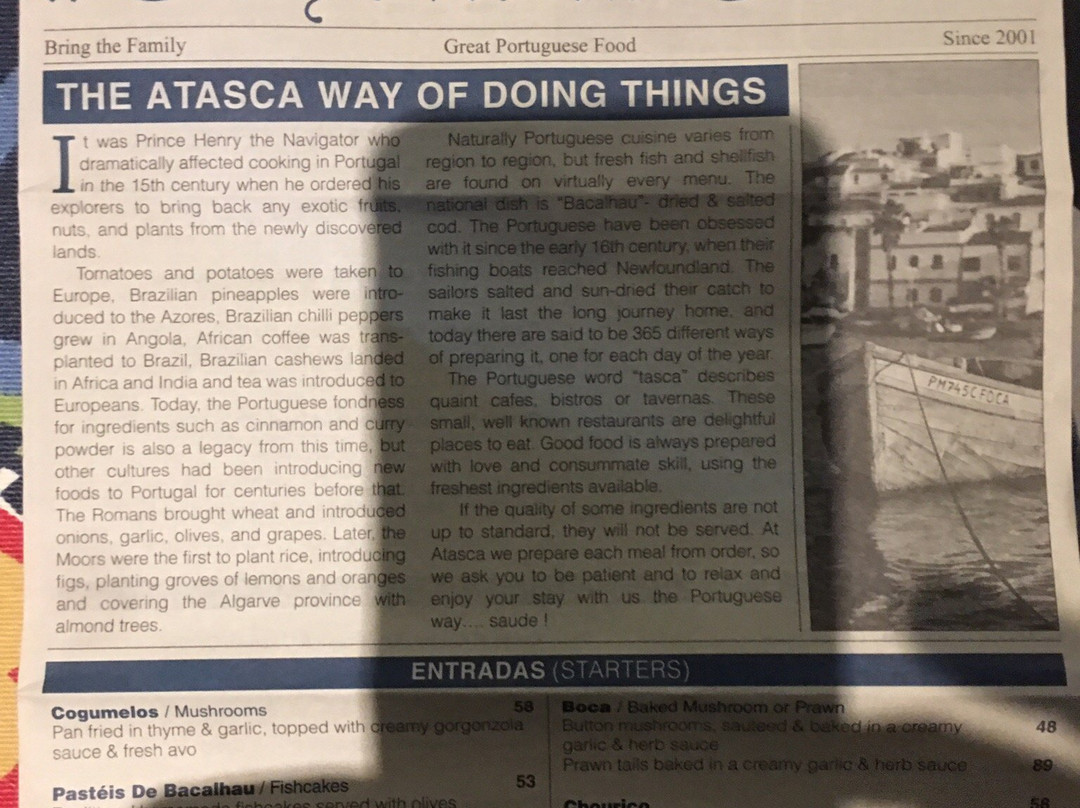 Bring the Family
Great Portuguese Food
Since 2001
THE ATASCA WAY OF DOING THINGS
It was Prince Henry the Navigator who
dramatically affected cooking in Portugal
in the 15th century when he ordered his
explorers to bring back any exotic fruits,
nuts, and plants from the newly discovered
lands.
Tomatoes and potatoes were taken to
Europe, Brazilian pineapples were intro-
duced to the Azores, Brazilian chilli peppers
grew in Angola, African coffee was trans-
planted to Brazil, Brazilian cashews landed
in Africa and India and tea was introduced to
Europeans. Today, the Portuguese fondness
for ingredients such as cinnamon and curry
powder is also a legacy from this time, but
other cultures had been introducing new
foods to Portugal for centuries before that.
The Romans brought wheat and introduced
onions, garlic, olives, and grapes. Later, the
Moors were the first to plant rice, introducing
figs, planting groves of lemons and oranges
and covering the Algarve province with
almond trees.
Naturally Portuguese cuisine varies from
region to region, but fresh fish and shellfish
are found on virtually every menu. The
national dish is "Bacalhau"- dried & salted
cod. The Portuguese have been obsessed
with it since the early 16th century, when their
fishing boats reached Newfoundland. The
sailors salted and sun-dried their catch to
make it last the long journey home, and
today there are said to be 365 different ways
of preparing it, one for each day of the year.
The Portuguese word "tasca" describes
quaint cafes, bistros or tavernas. These
small, well known restaurants are delightful
places to eat. Good food is always prepared
with love and consummate skill, using the
freshest ingredients available.
If the quality of some ingredients are not
up to standard, they will not be served. At
Atasca we prepare each meal from order, so
we ask you to be patient and to relax and
enjoy your stay with us the Portuguese
way.... saude !
PM745CFOCA
ENTRADAS (STARTERS)
Cogumelos / Mushrooms 58
Pan fried in thyme & garlic, topped with creamy gorgonzola
sauce & fresh avo
Pastéis De Bacalhau / Fishcakes 53
fishcakes served with olives
Boca / Baked Mushroom or Prawn
Button mushrooms, sauteed & baked in a creamy 48
garlic & herb sauce
Prawn tails baked in a creamy garlic & herb sauce 89
Chourico 58